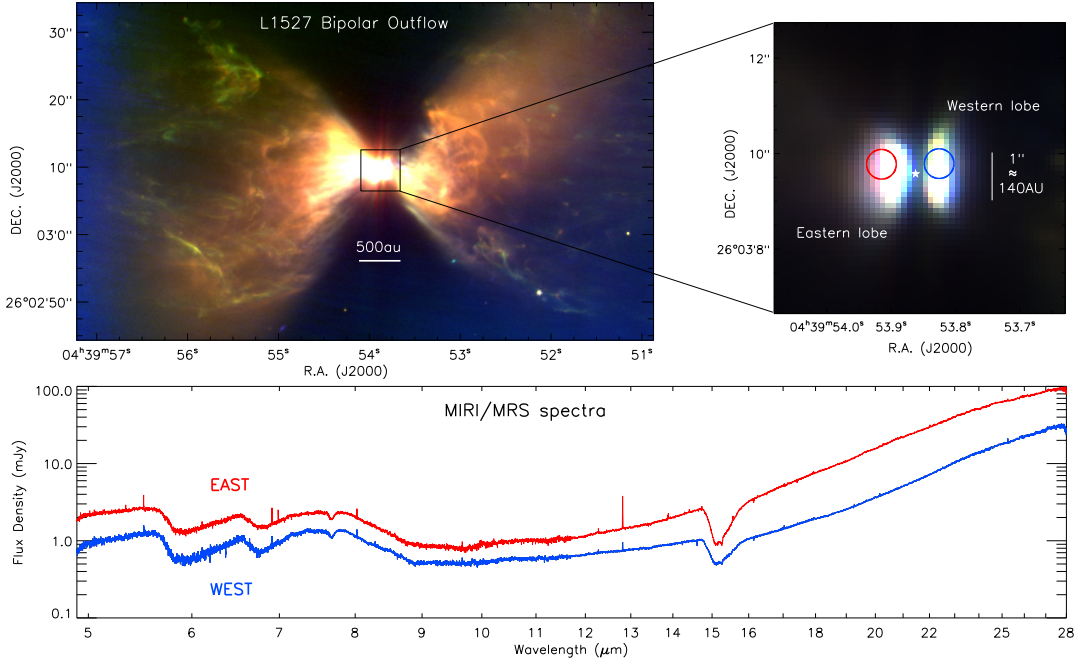 L1527 Bipolar Outflow
30''
20''
10''
03'0''
26°02'50''
DEC. (J2000)
500au
04ʰ39ᵐ57ˢ
56ˢ
55ˢ
54ˢ
53ˢ
52ˢ
51ˢ
R.A. (J2000)
12''
10''
26°03'8''
DEC. (J2000)
Western lobe
Eastern lobe
1''
≈
140AU
04ʰ39ᵐ54.0ˢ
53.9ˢ
53.8ˢ
53.7ˢ
R.A. (J2000)
MIRI/MRS spectra
100.0
10.0
1.0
0.1
Flux Density (mJy)
EAST
WEST
5
6
7
8
9
10
11
12
13
14
15
16
18
20
22
25
28
Wavelength (μm)